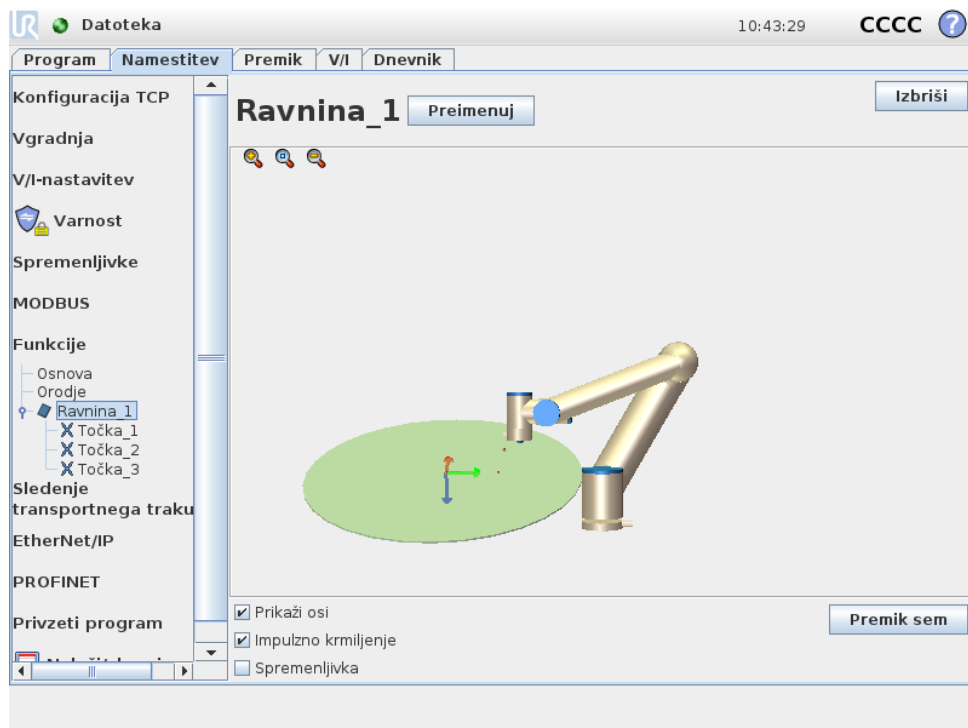 UR Datoteka 10:43:29 CCCC ?
Program Namestitev Premik V/I Dnevnik
Konfiguracija TCP
Vgradnja
V/I-nastavitev
Varnost
Spremenljivke
MODBUS
Funkcije
Osnova
Orodje
Ravnina_1
Točka_1
Točka_2
Točka_3
Sledenje
transportnega traku
EtherNet/IP
PROFINET
Privzeti program
Ravnina_1 Preimenuj Izbriši
Prikaži osi
Impulzno krmiljenje
Spremenljivka
Premik sem